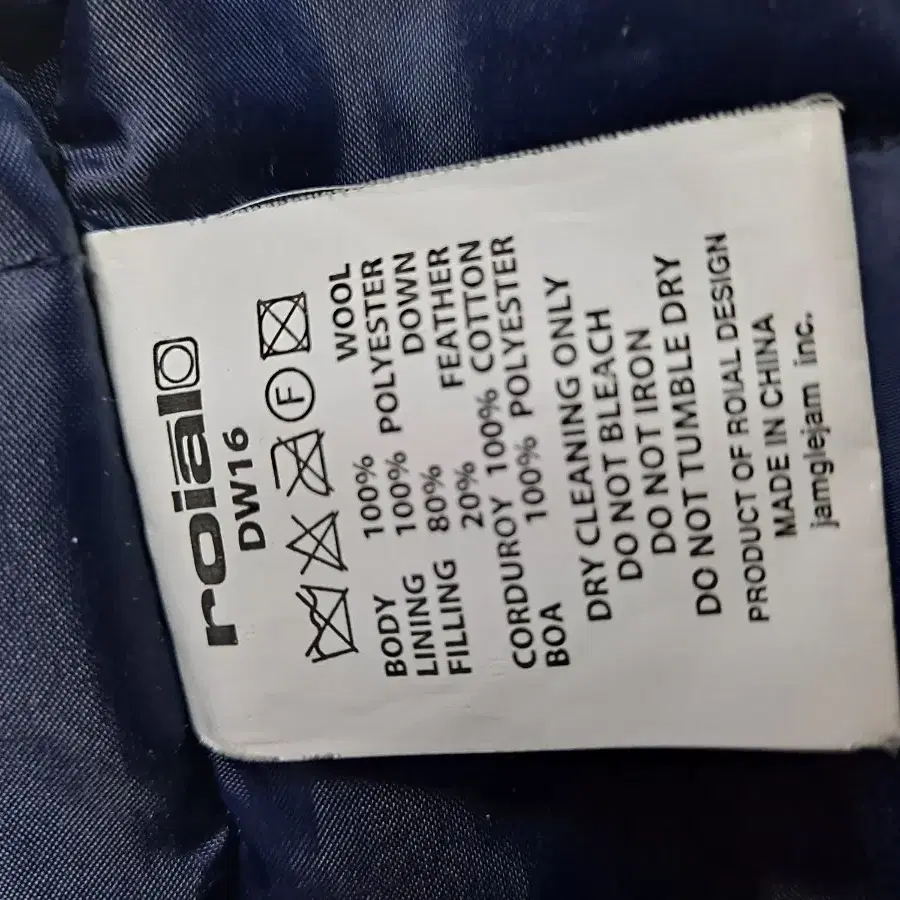 roial
DW16
F
BODY 100% WOOL
LINING 100% POLYESTER
FILLING 80% DOWN
20% FEATHER
CORDUROY 100% COTTON
BOA 100% POLYESTER
DRY CLEANING ONLY
DO NOT BLEACH
DO NOT IRON
DO NOT TUMBLE DRY
PRODUCT OF ROIAL DESIGN
MADE IN CHINA
jamglejam inc.